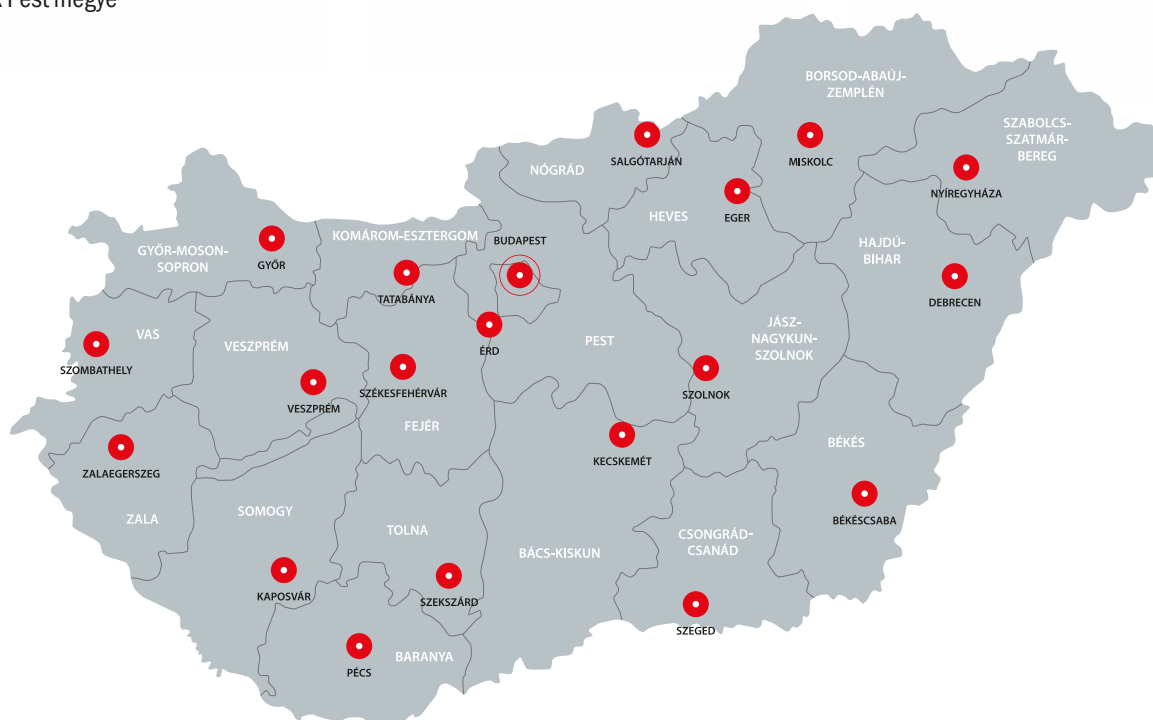 Pest megye
BORSOD-ABAÚJ-
ZEMPLÉN
SZABOLCS-
SZATMÁR-
BEREG
SALGÓTARJÁN
MISKOLC
NÓGRÁD
NYÍREGYHÁZA
EGER
HEVES
KOMÁROM-ESZTERGOM
BUDAPEST
GYŐR-MOSON-
SOPRON
GYŐR
HAJDÚ-
BIHAR
TATABÁNYA
DEBRECEN
VAS
VESZPRÉM
ÉRD
PEST
JÁSZ-
NAGYKUN-
SZOLNOK
SZOMBATHELY
SZÉKESFEHÉRVÁR
SZOLNOK
VESZPRÉM
FEJÉR
KECSKEMÉT
BÉKÉS
ZALAEGERSZEG
ZALA
SOMOGY
TOLNA
BÁCS-KISKUN
CSONGRÁD-
CSANÁD
BÉKÉSCSABA
KAPOSVÁR
SZEKSZÁRD
SZEGED
PÉCS
BARANYA